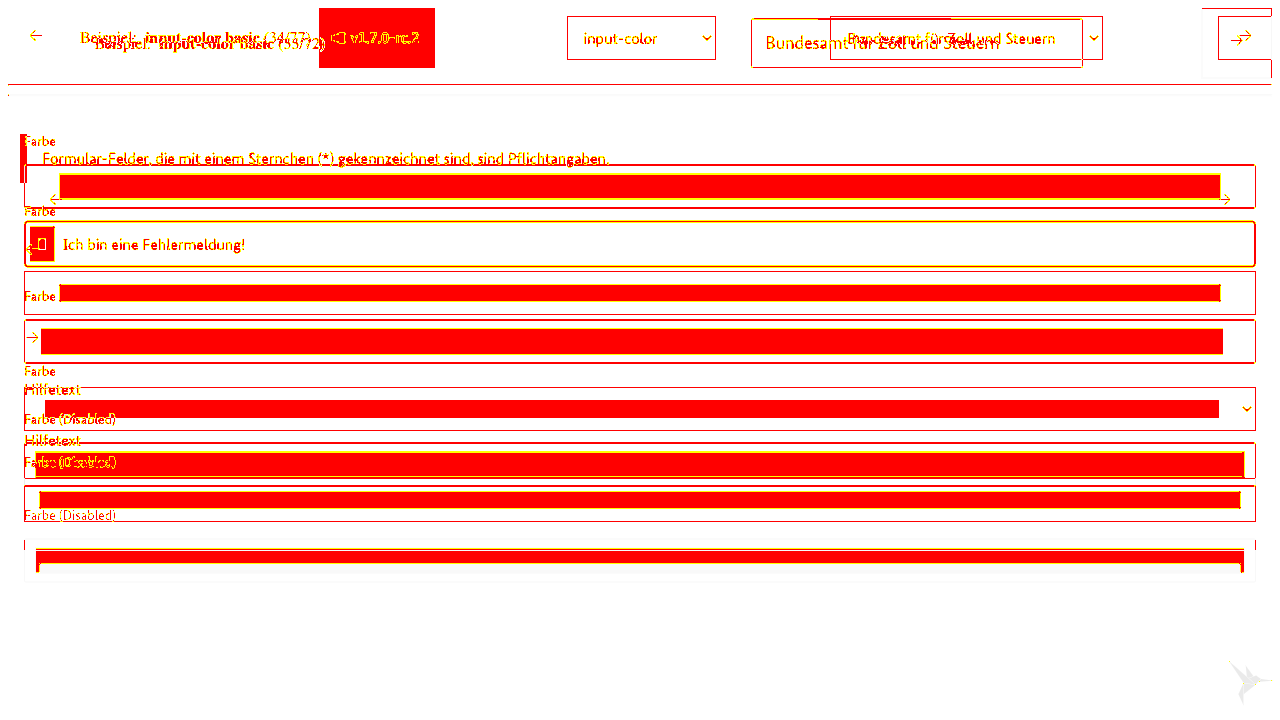 Beispiel: input-color basic (34/77)
Beispiel: input-color basic (53/72)
v1.7.0-rc.2
input-color
Bundesamt für Zoll und Steuern
Bundesamt für Zoll und Steuern
Farbe
Formular-Felder, die mit einem Sternchen (*) gekennzeichnet sind, sind Pflichtangaben.
Farbe
Ich bin eine Fehlermeldung!
Farbe
Farbe
Hilfetext
Farbe (Disabled)
Hilfetext
Farbe (Disabled)
Farbe (Disabled)